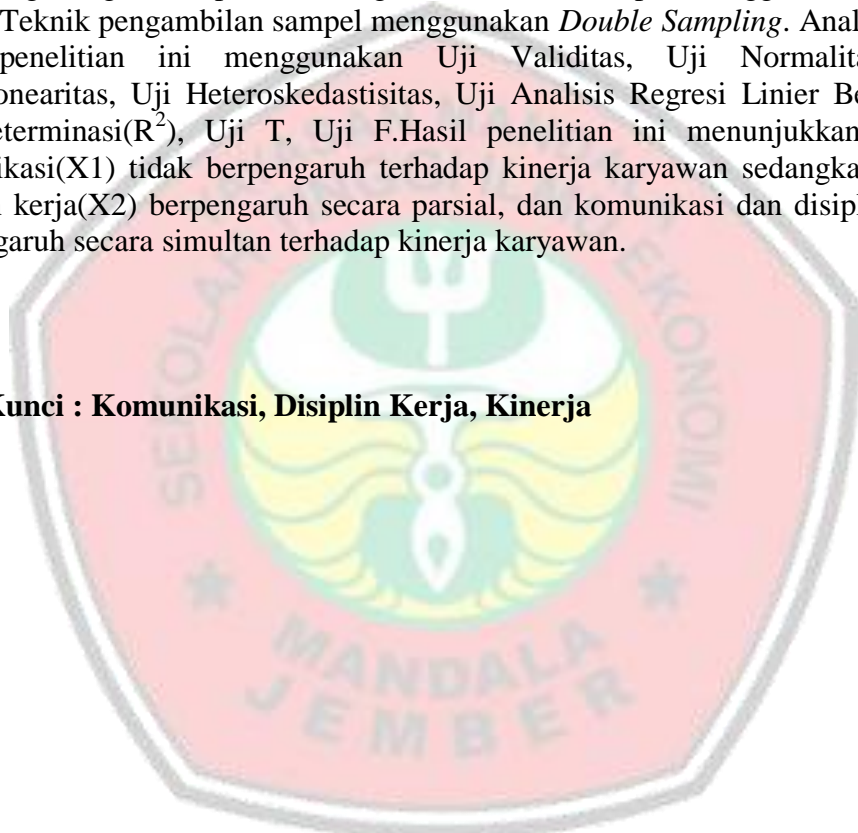 Teknik pengambilan sampel menggunakan Double Sampling. Anal
penelitian ini menggunakan Uji Validitas, Uji Normalita
onearitas, Uji Heteroskedastisitas, Uji Analisis Regresi Linier Be
eterminasi(R²), Uji T, Uji F.Hasil penelitian ini menunjukkan
ikasi(X1) tidak berpengaruh terhadap kinerja karyawan sedangka
kerja(X2) berpengaruh secara parsial, dan komunikasi dan disipl
garuh secara simultan terhadap kinerja karyawan.
Kunci : Komunikasi, Disiplin Kerja, Kinerja
EKONOMI
MANDALA
JEMBER